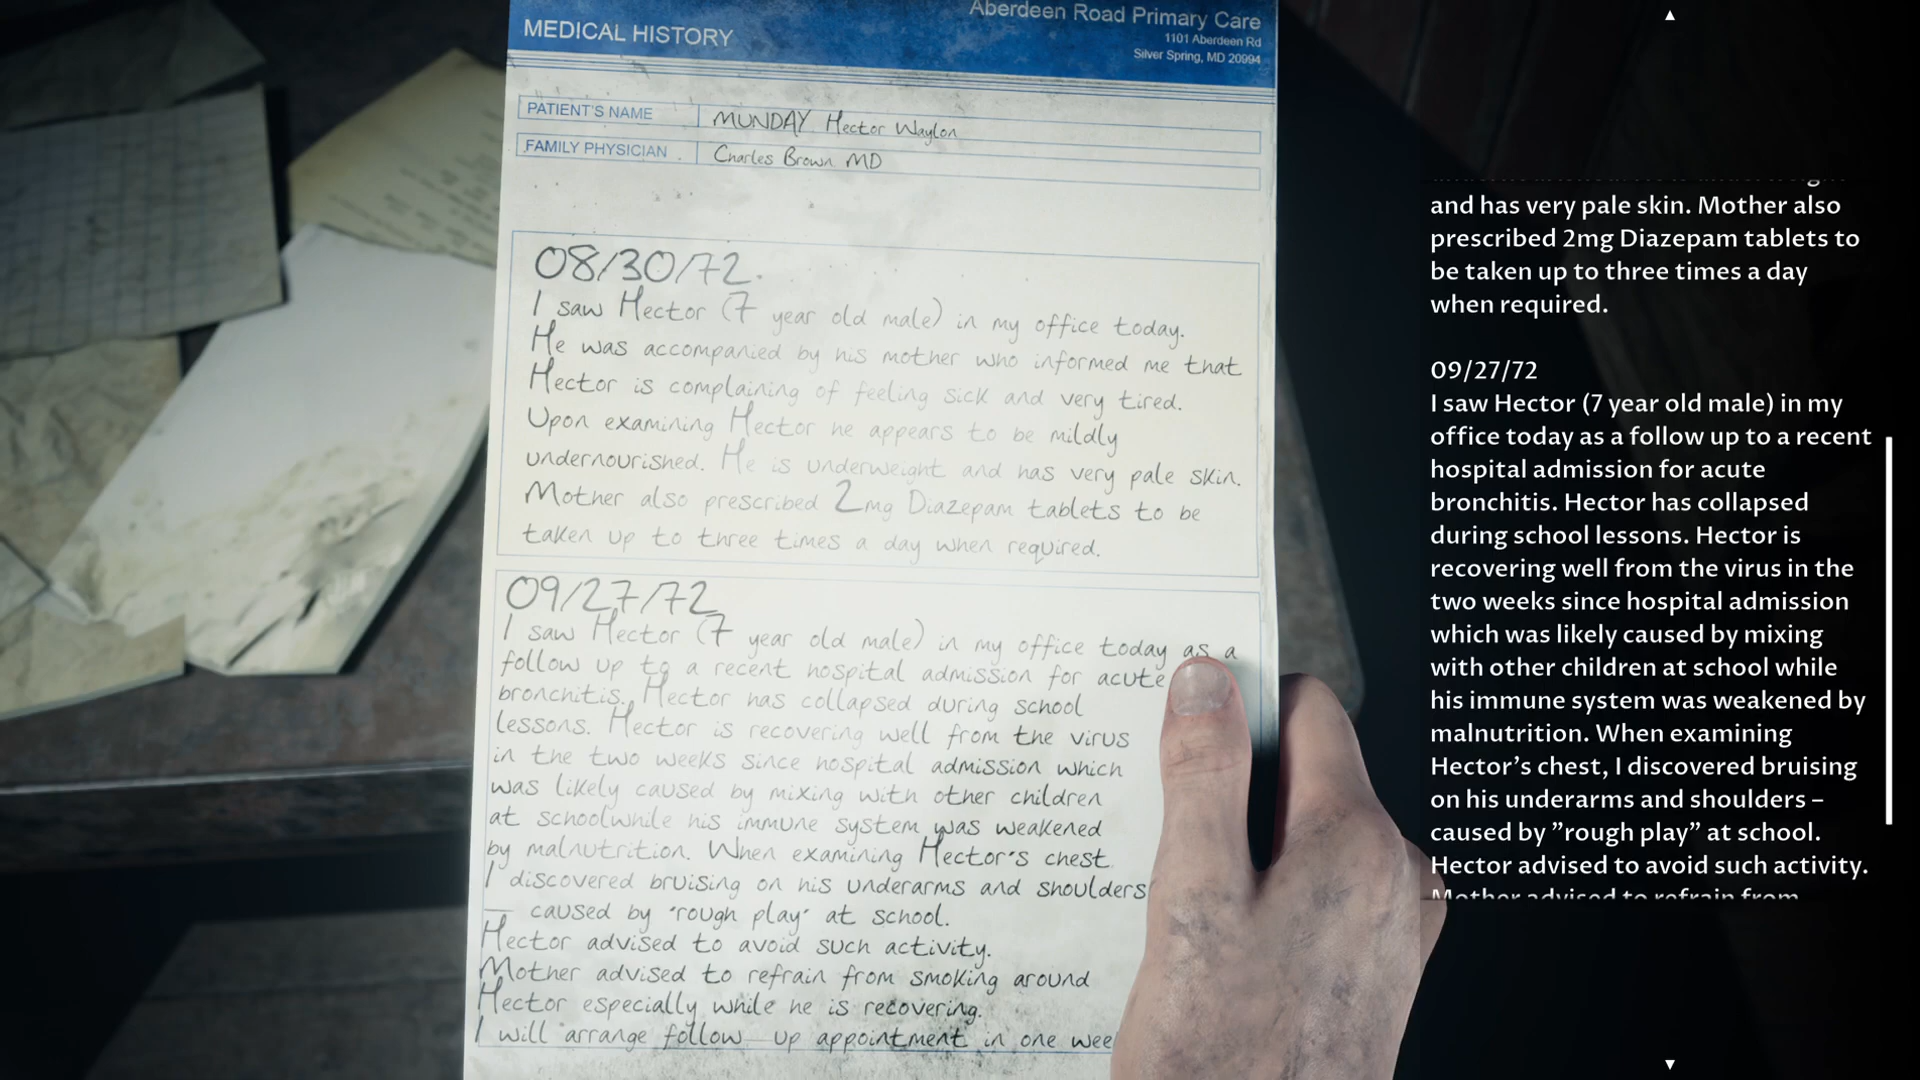 MEDICAL HISTORY
Aberdeen Road Primary Care
1101 Aberdeen Rd
Silver Spring, MD 20994
PATIENT'S NAME
MUNDAY Hector Waylon
FAMILY PHYSICIAN
Charles Brown MD
08/30/72.
I saw Hector (7 year old male) in my office today.
He was accompanied by his mother who informed me that
Hector is complaining of feeling sick and very tired.
Upon examining Hector he appears to be mildly
undernourished. He is underweight and has very pale skin.
Mother also prescribed 2mg Diazepam tablets to be
taken up to three times a day when required.
09/27/72
I saw Hector (7 year old male) in my office today as a
follow up to a recent hospital admission for acute
bronchitis. Hector has collapsed during school
lessons. Hector is recovering well from the virus
in the two weeks since hospital admission which
was likely caused by mixing with other children
at schoolwhile his immune system was weakened
by malnutrition. When examining Hector's chest
I discovered bruising on his underarms and shoulders
— caused by "rough play" at school.
Hector advised to avoid such activity.
Mother advised to refrain from smoking around
Hector especially while he is recovering.
I will arrange follow up appointment in one wee
and has very pale skin. Mother also
prescribed 2mg Diazepam tablets to
be taken up to three times a day
when required.
09/27/72
I saw Hector (7 year old male) in my
office today as a follow up to a recent
hospital admission for acute
bronchitis. Hector has collapsed
during school lessons. Hector is
recovering well from the virus in the
two weeks since hospital admission
which was likely caused by mixing
with other children at school while
his immune system was weakened by
malnutrition. When examining
Hector's chest, I discovered bruising
on his underarms and shoulders –
caused by "rough play" at school.
Hector advised to avoid such activity.
Mother advised to refrain from